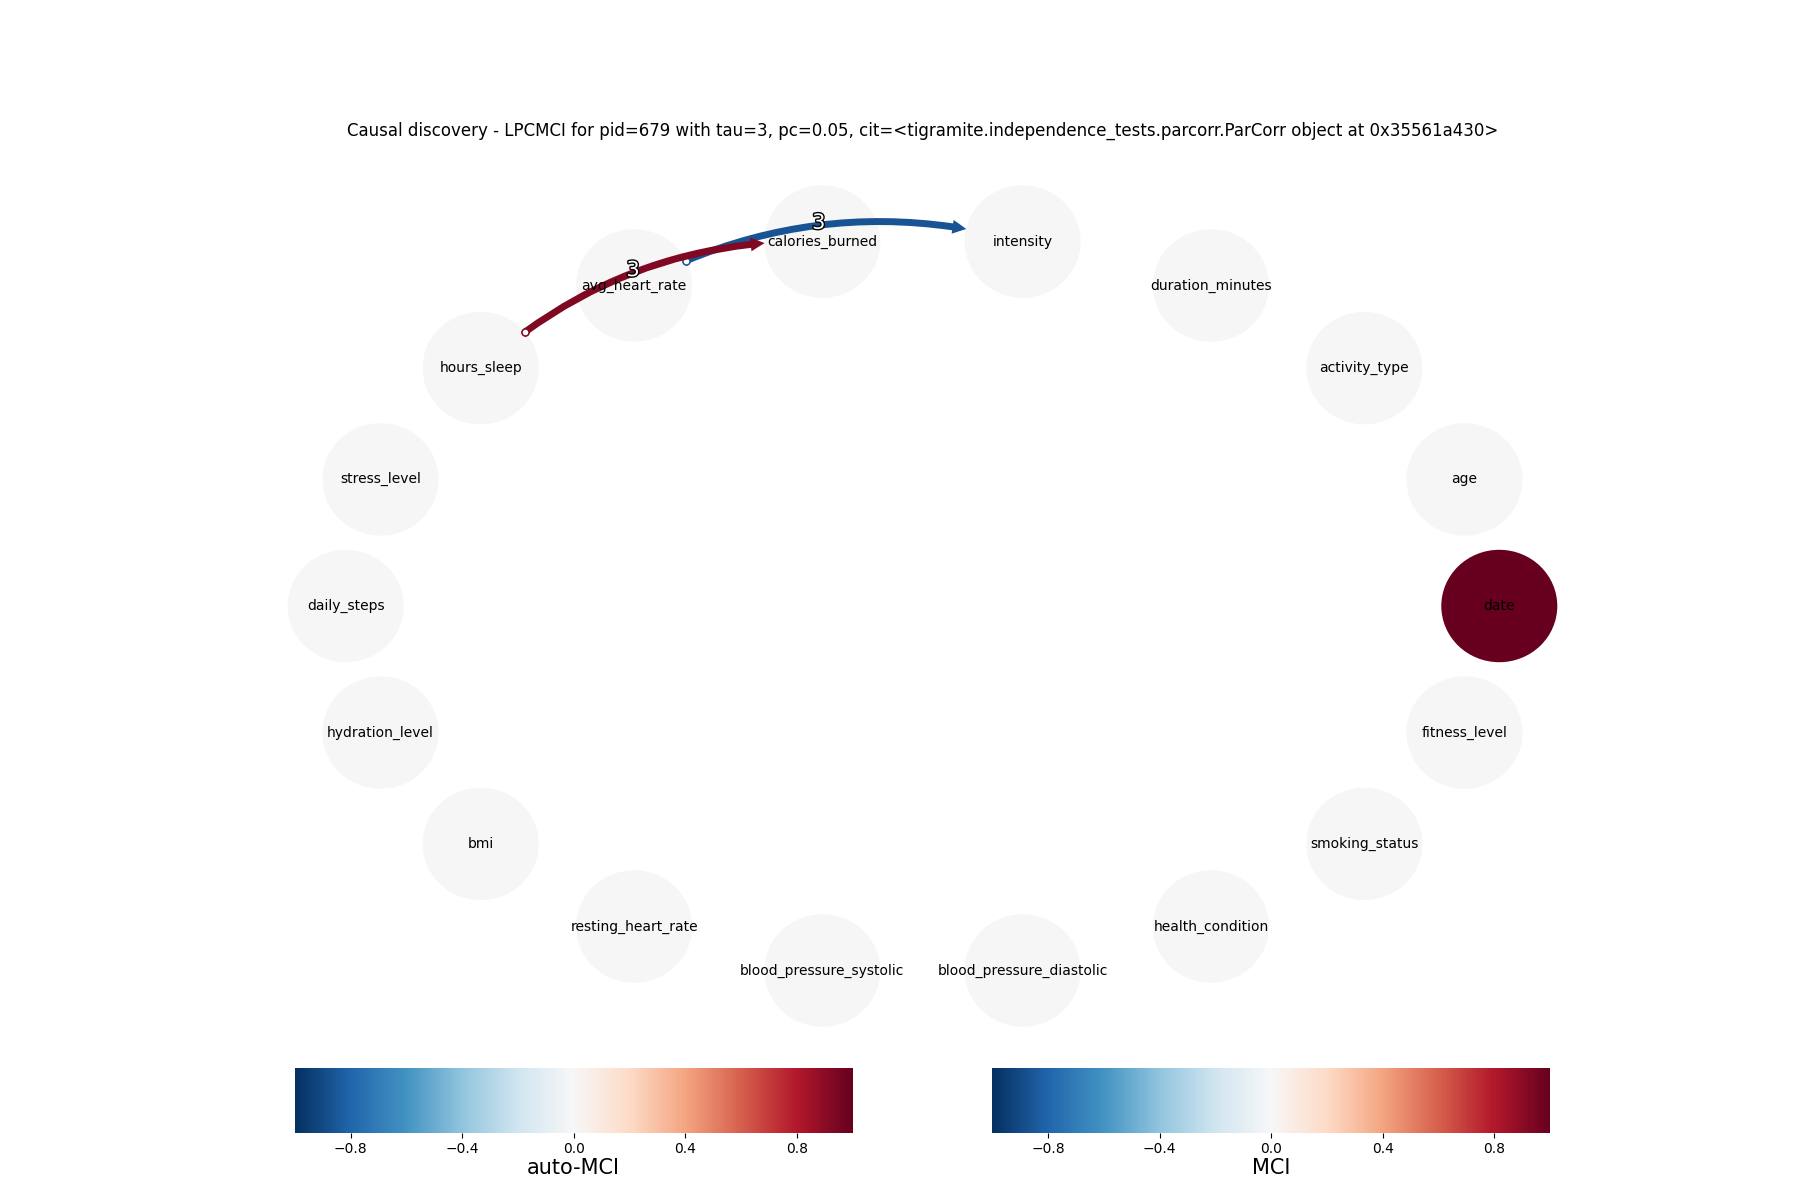 Causal discovery - LPCMCI for pid=679 with tau=3, pc=0.05, cit=<tigramite.independence_tests.parcorr.ParCorr object at 0x35561a430>
3
calories_burned
intensity
3
avg_heart_rate
duration_minutes
hours_sleep
activity_type
stress_level
age
daily_steps
date
hydration_level
fitness_level
bmi
smoking_status
resting_heart_rate
health_condition
blood_pressure_systolic
blood_pressure_diastolic
−0.8 −0.4 0.0 0.4 0.8
auto-MCI
−0.8 −0.4 0.0 0.4 0.8
MCI